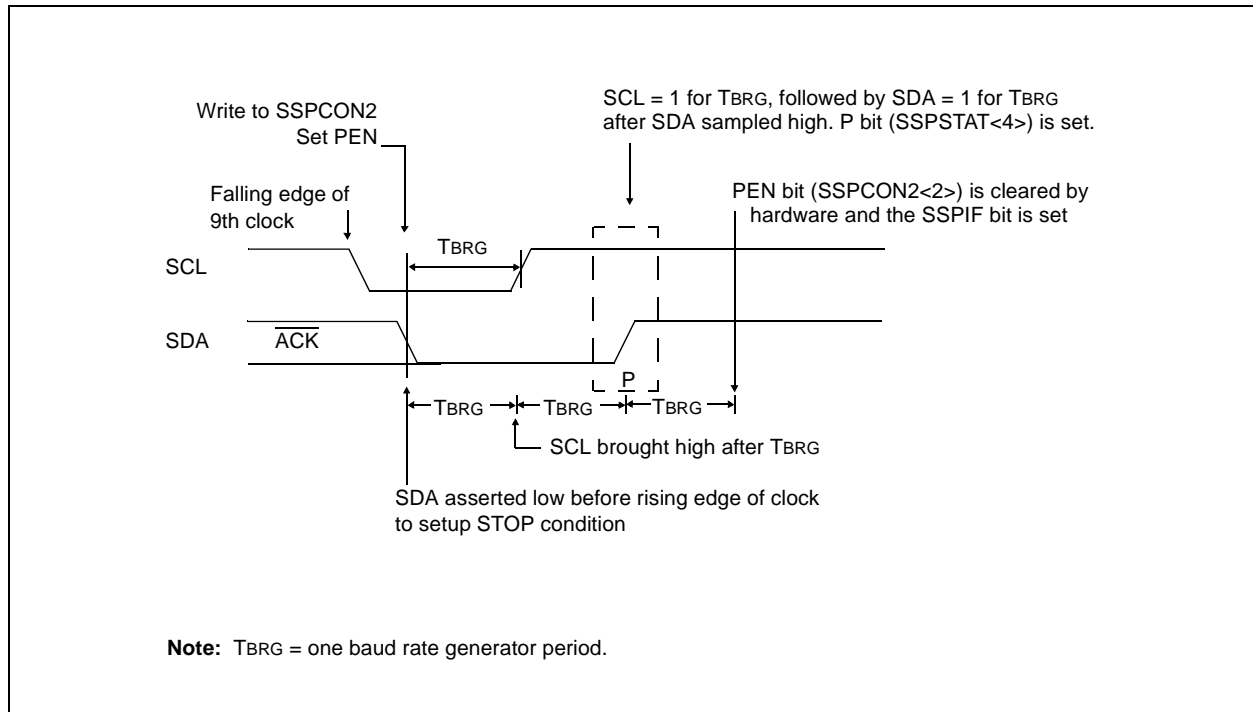 Write to SSPCON2
Set PEN
SCL = 1 for TBRG, followed by SDA = 1 for TBRG
after SDA sampled high. P bit (SSPSTAT<4>) is set.
Falling edge of
9th clock
PEN bit (SSPCON2<2>) is cleared by
hardware and the SSPIF bit is set
TBRG
SCL
SDA
ACK
P
TBRG
TBRG
TBRG
SCL brought high after TBRG
SDA asserted low before rising edge of clock
to setup STOP condition
Note: TBRG = one baud rate generator period.